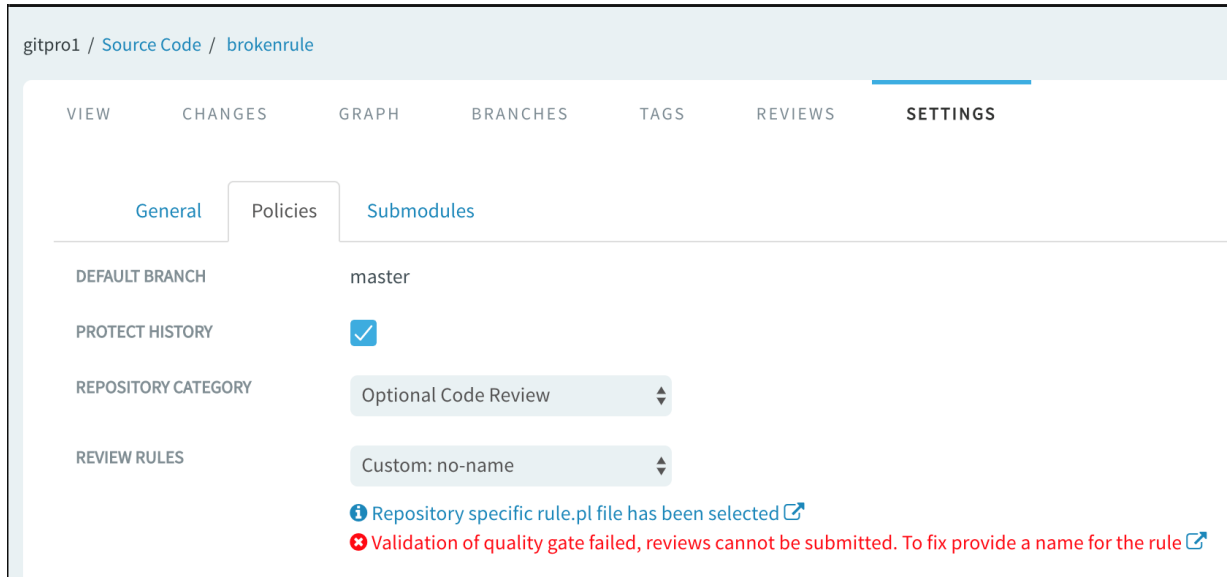 gitpro1 / Source Code / brokenrule
VIEW CHANGES GRAPH BRANCHES TAGS REVIEWS SETTINGS
General Policies Submodules
DEFAULT BRANCH master
PROTECT HISTORY
REPOSITORY CATEGORY Optional Code Review
REVIEW RULES Custom: no-name
Repository specific rule.pl file has been selected
Validation of quality gate failed, reviews cannot be submitted. To fix provide a name for the rule